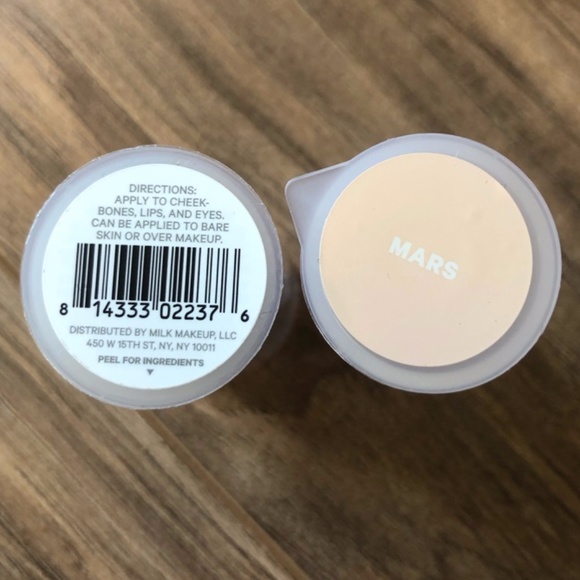 DIRECTIONS:
APPLY TO CHEEK-
BONES, LIPS, AND EYES.
CAN BE APPLIED TO BARE
SKIN OR OVER MAKEUP.
8 14333 02237 6
DISTRIBUTED BY MILK MAKEUP, LLC
450 W 15TH ST, NY, NY 10011
PEEL FOR INGREDIENTS
MARS